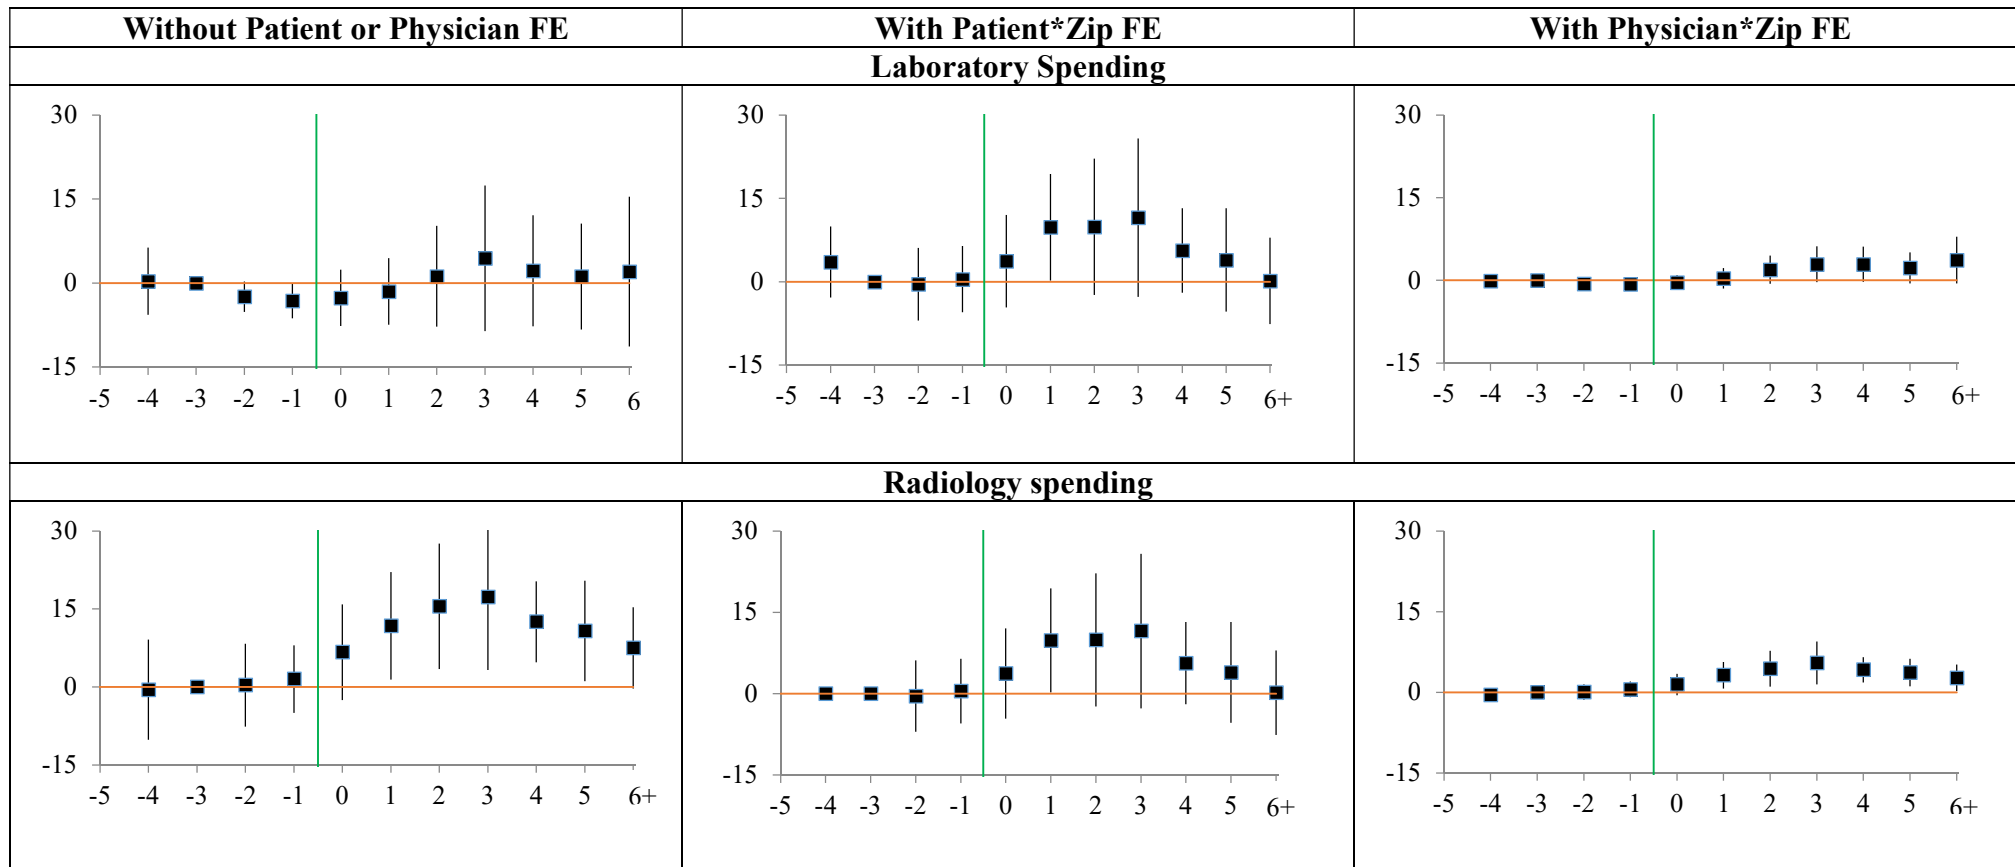 Without Patient or Physician FE With Patient*Zip FE With Physician*Zip FE
Laboratory Spending
30 30 30
15 15 15
0 0 0
-15 -15 -15
-5 -4 -3 -2 -1 0 1 2 3 4 5 6 -5 -4 -3 -2 -1 0 1 2 3 4 5 6+ -5 -4 -3 -2 -1 0 1 2 3 4 5 6+
Radiology spending
30 30 30
15 15 15
0 0 0
-15 -15 -15
-5 -4 -3 -2 -1 0 1 2 3 4 5 6+ -5 -4 -3 -2 -1 0 1 2 3 4 5 6+ -5 -4 -3 -2 -1 0 1 2 3 4 5 6+